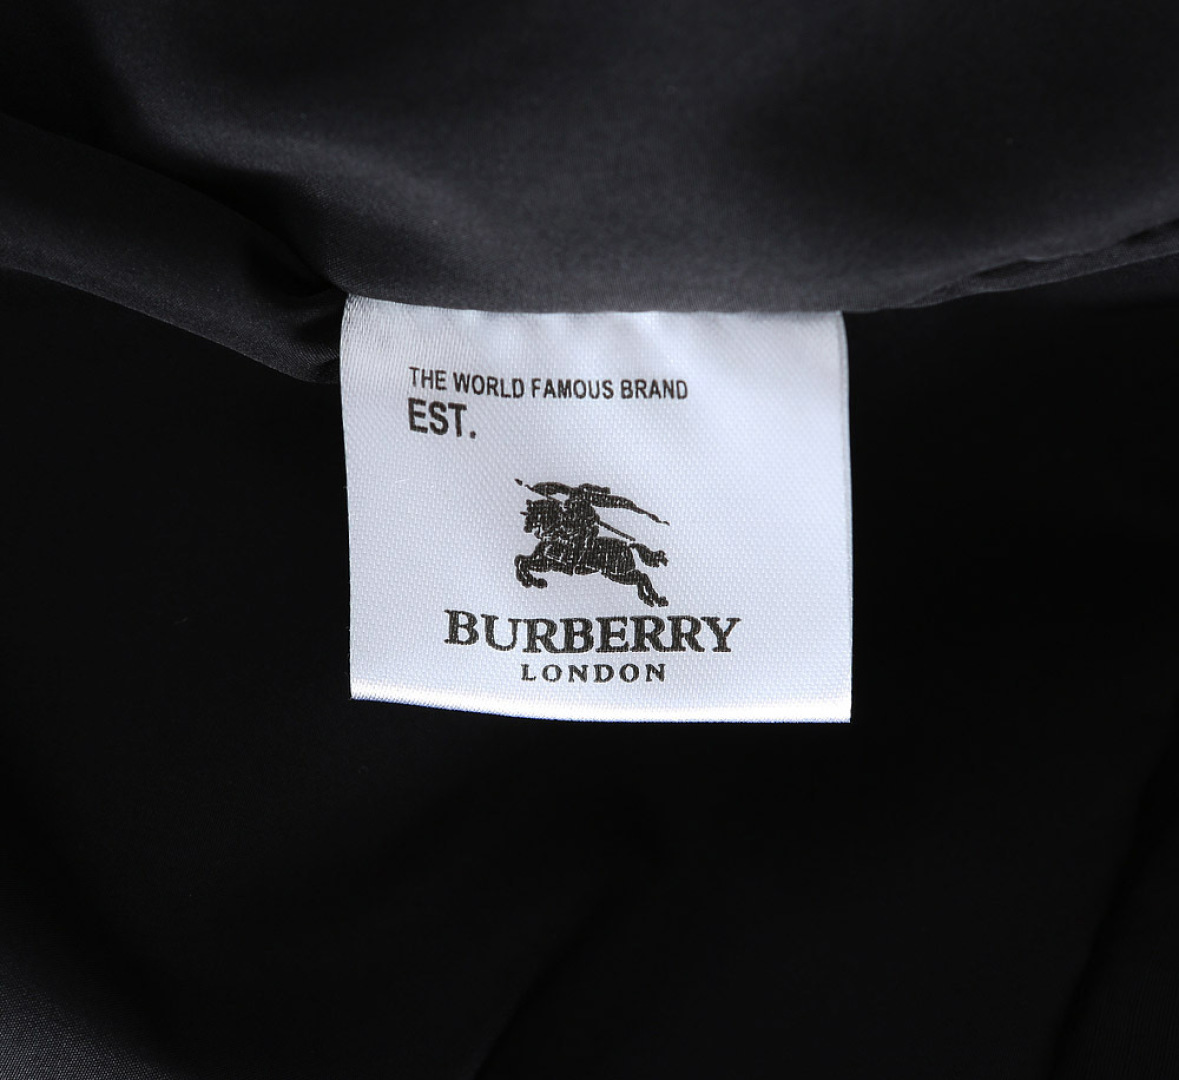 THE WORLD FAMOUS BRAND
EST.
BURBERRY
LONDON